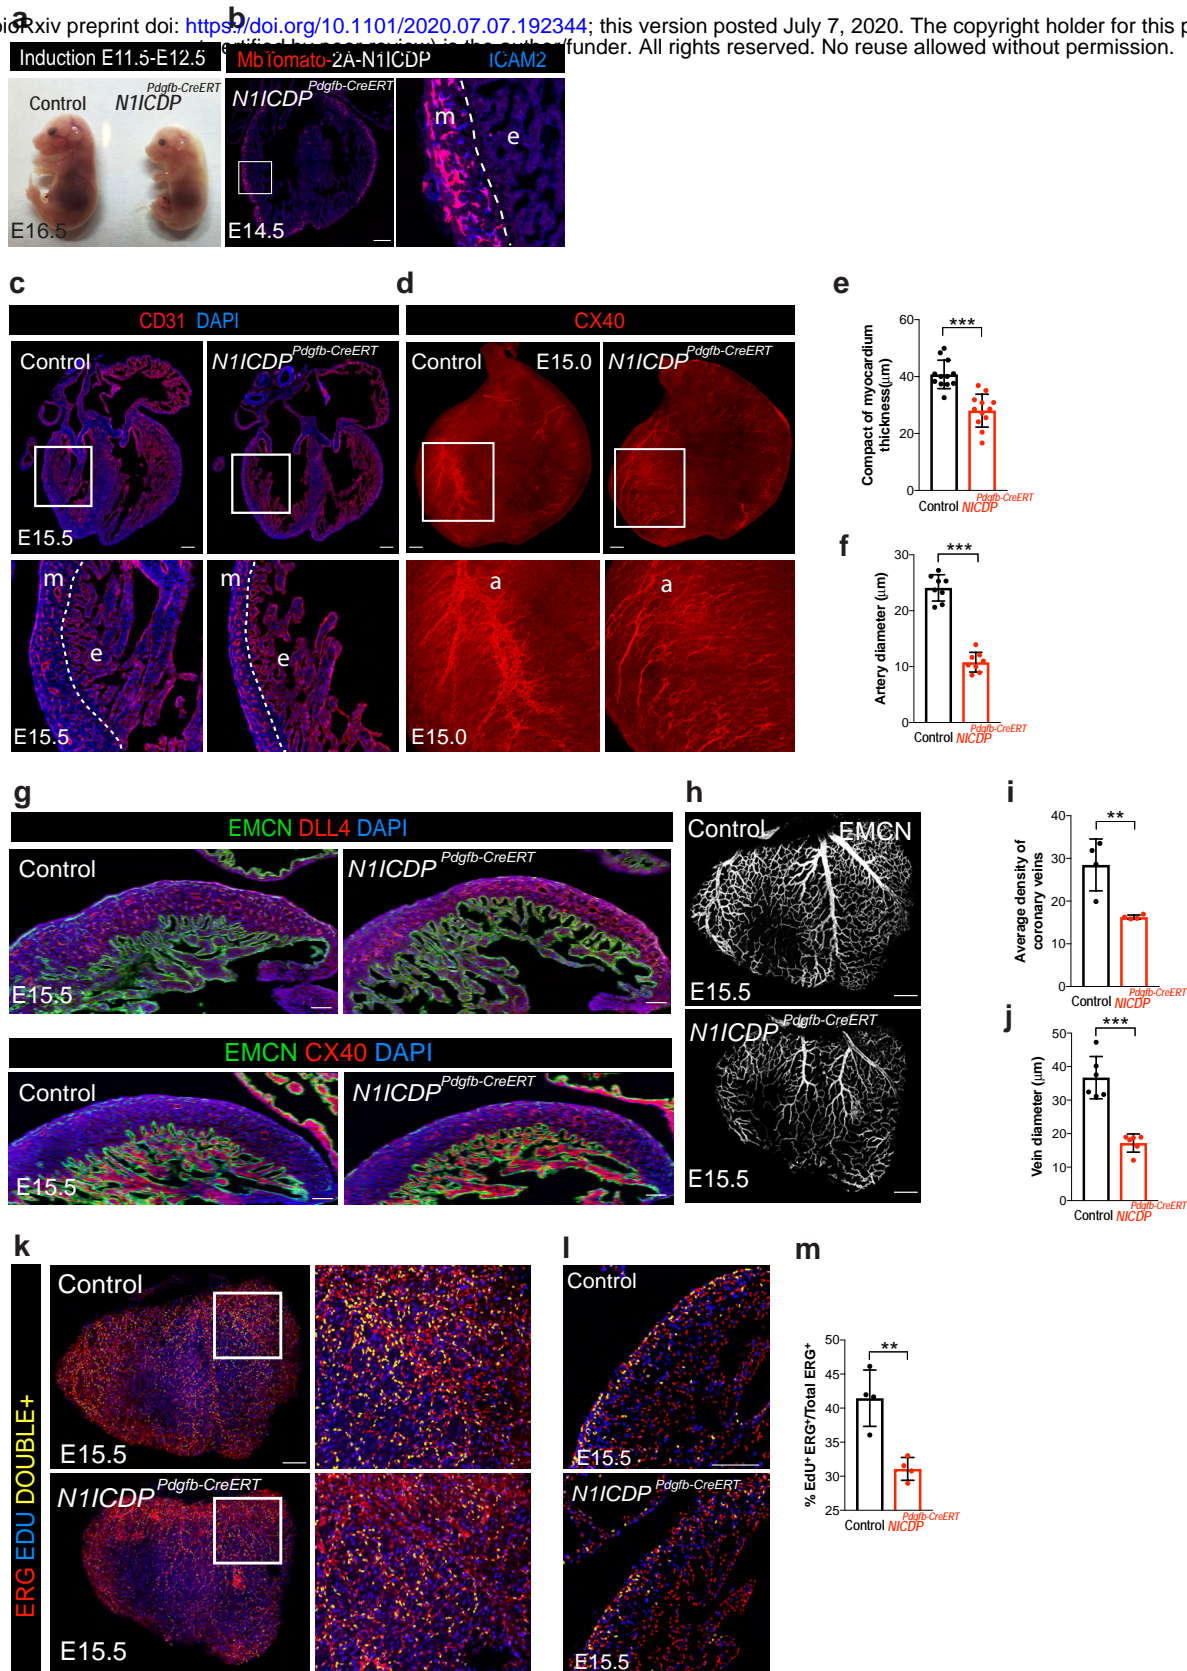 bioRxiv preprint doi: https://doi.org/10.1101/2020.07.07.192344; this version posted July 7, 2020. The copyright holder for this p
certified by peer review) is the author/funder. All rights reserved. No reuse allowed without permission.
a
Induction E11.5-E12.5
Control
N1ICDP Pdgfb-CreERT
E16.5
b
MbTomato-2A-N1ICDP ICAM2
N1ICDP Pdgfb-CreERT
E14.5
m
e
c
CD31 DAPI
Control
N1ICDP Pdgfb-CreERT
E15.5
m
e
E15.5
m
e
d
CX40
Control
E15.0
N1ICDP Pdgfb-CreERT
a
E15.0
a
e
Compact of myocardium
thickness(μm)
60
40
20
0
***
Control NICDP Pdgfb-CreERT
f
Artery diameter (μm)
30
20
10
0
***
Control NICDP Pdgfb-CreERT
g
EMCN DLL4 DAPI
Control
E15.5
N1ICDP Pdgfb-CreERT
EMCN CX40 DAPI
Control
E15.5
N1ICDP Pdgfb-CreERT
h
Control
EMCN
E15.5
N1ICDP Pdgfb-CreERT
E15.5
i
Average density of
coronary veins
40
30
20
10
0
**
Control NICDP Pdgfb-CreERT
j
Vein diameter (μm)
50
40
30
20
10
0
***
Control NICDP Pdgfb-CreERT
k
ERG EDU DOUBLE+
Control
E15.5
N1ICDP Pdgfb-CreERT
E15.5
l
Control
E15.5
N1ICDP Pdgfb-CreERT
E15.5
m
% EdU+ERG+/Total ERG+
50
45
40
35
30
25
**
Control NICDP Pdgfb-CreERT